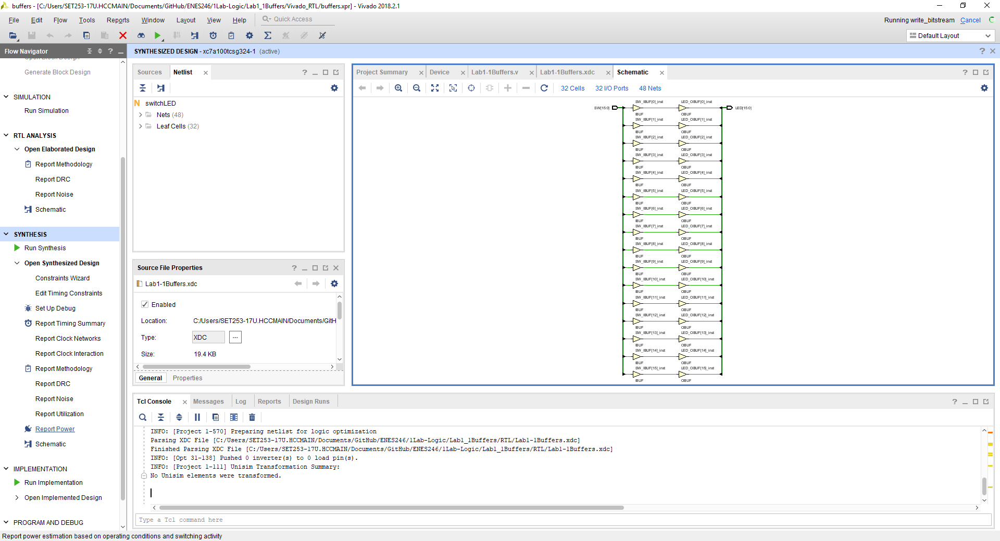 buffers - [C:/Users/SET253-17U.HCCMAIN/Documents/GitHub/ENES246/1Lab-Logic/Lab1_1Buffers/Vivado_RTL/buffers.xpr] - Vivado 2018.2.1
File Edit Flow Tools Reports Window Layout View Help Quick Access
Running write_bitstream Cancel
Default Layout
Flow Navigator
Open Block Design
Generate Block Design
SIMULATION
Run Simulation
RTL ANALYSIS
Open Elaborated Design
Report Methodology
Report DRC
Report Noise
Schematic
SYNTHESIS
Run Synthesis
Open Synthesized Design
Constraints Wizard
Edit Timing Constraints
Set Up Debug
Report Timing Summary
Report Clock Networks
Report Clock Interaction
Report Methodology
Report DRC
Report Noise
Report Utilization
Report Power
Schematic
IMPLEMENTATION
Run Implementation
Open Implemented Design
PROGRAM AND DEBUG
SYNTHESIZED DESIGN - xc7a100tcsg324-1 (active)
Sources Netlist
N switchLED
Nets (48)
Leaf Cells (32)
Source File Properties
Lab1-1Buffers.xdc
Enabled
Location: C:/Users/SET253-17U.HCCMAIN/Documents/GitH
Type: XDC ...
Size: 19.4 KB
General Properties
Project Summary Device Lab1-1Buffers.v Lab1-1Buffers.xdc Schematic
32 Cells 32 I/O Ports 48 Nets
SW_IBUF[0]_inst LED_OBUF[0]_inst
SW[15:0] LED[15:0]
IBUF OBUF
SW_IBUF[1]_inst LED_OBUF[1]_inst
IBUF OBUF
SW_IBUF[2]_inst LED_OBUF[2]_inst
IBUF OBUF
SW_IBUF[3]_inst LED_OBUF[3]_inst
IBUF OBUF
SW_IBUF[4]_inst LED_OBUF[4]_inst
IBUF OBUF
SW_IBUF[5]_inst LED_OBUF[5]_inst
IBUF OBUF
SW_IBUF[6]_inst LED_OBUF[6]_inst
IBUF OBUF
SW_IBUF[7]_inst LED_OBUF[7]_inst
IBUF OBUF
SW_IBUF[8]_inst LED_OBUF[8]_inst
IBUF OBUF
SW_IBUF[9]_inst LED_OBUF[9]_inst
IBUF OBUF
SW_IBUF[10]_inst LED_OBUF[10]_inst
IBUF OBUF
SW_IBUF[11]_inst LED_OBUF[11]_inst
IBUF OBUF
SW_IBUF[12]_inst LED_OBUF[12]_inst
IBUF OBUF
SW_IBUF[13]_inst LED_OBUF[13]_inst
IBUF OBUF
SW_IBUF[14]_inst LED_OBUF[14]_inst
IBUF OBUF
SW_IBUF[15]_inst LED_OBUF[15]_inst
IBUF OBUF
Tcl Console Messages Log Reports Design Runs
INFO: [Project 1-570] Preparing netlist for logic optimization
Parsing XDC File [C:/Users/SET253-17U.HCCMAIN/Documents/GitHub/ENES246/1Lab-Logic/Lab1_1Buffers/RTL/Lab1-1Buffers.xdc]
Finished Parsing XDC File [C:/Users/SET253-17U.HCCMAIN/Documents/GitHub/ENES246/1Lab-Logic/Lab1_1Buffers/RTL/Lab1-1Buffers.xdc]
INFO: [Opt 31-138] Pushed 0 inverter(s) to 0 load pin(s).
INFO: [Project 1-111] Unisim Transformation Summary:
No Unisim elements were transformed.
Type a Tcl command here
Report power estimation based on operating conditions and switching activity